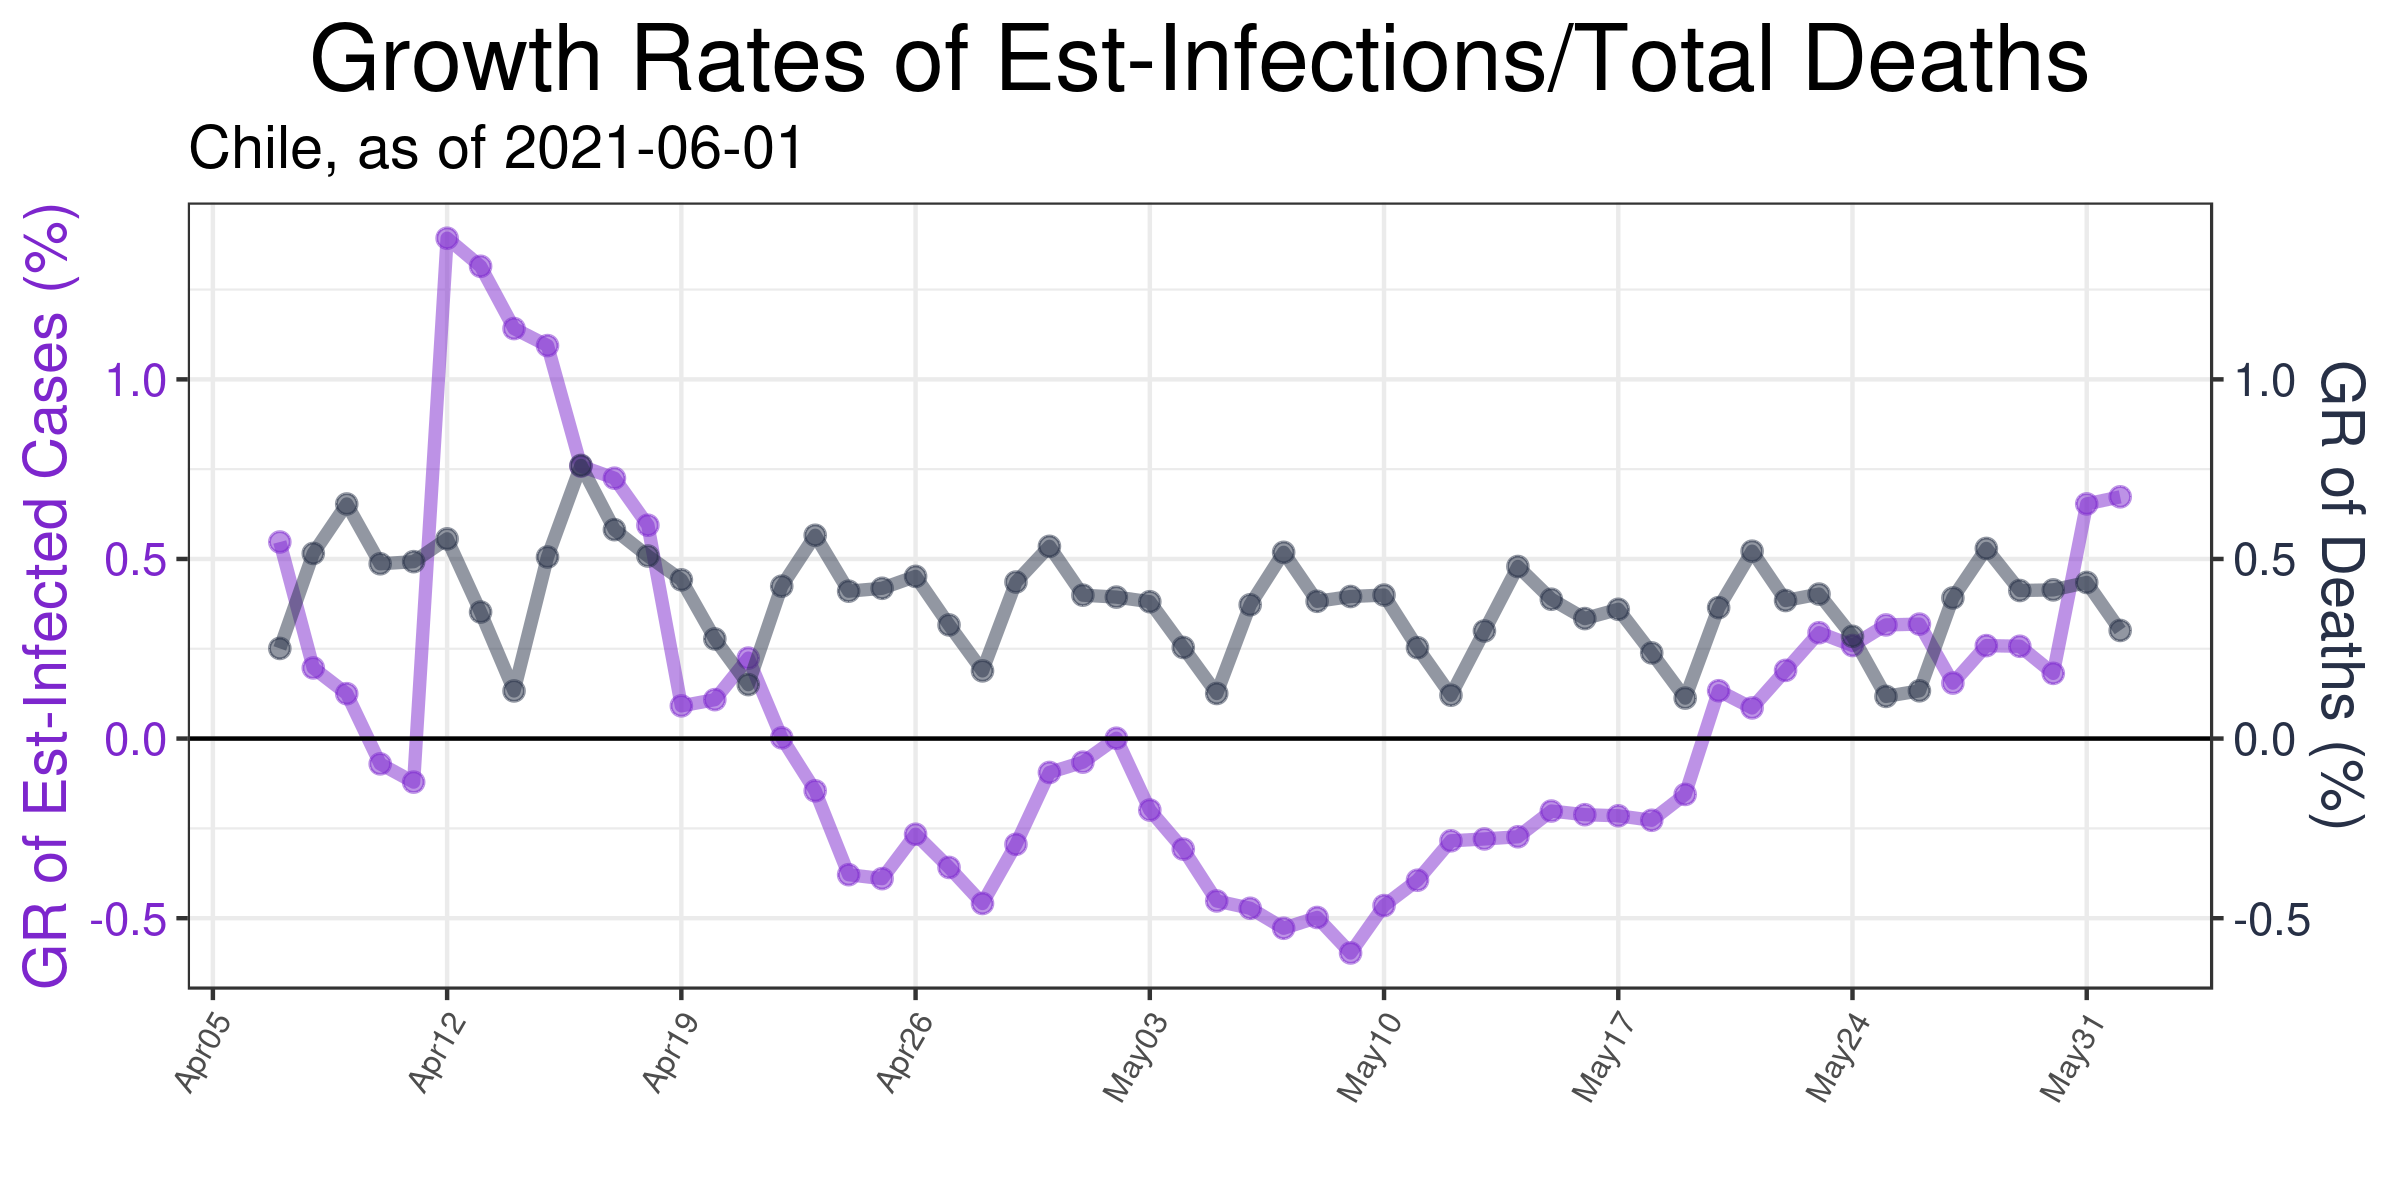 Growth Rates of Est-Infections/Total Deaths
Chile, as of 2021-06-01
GR of Est-Infected Cases (%)
1.0
0.5
0.0
-0.5
1.0
0.5
0.0
-0.5
GR of Deaths (%)
Apr05
Apr12
Apr19
Apr26
May03
May10
May17
May24
May31